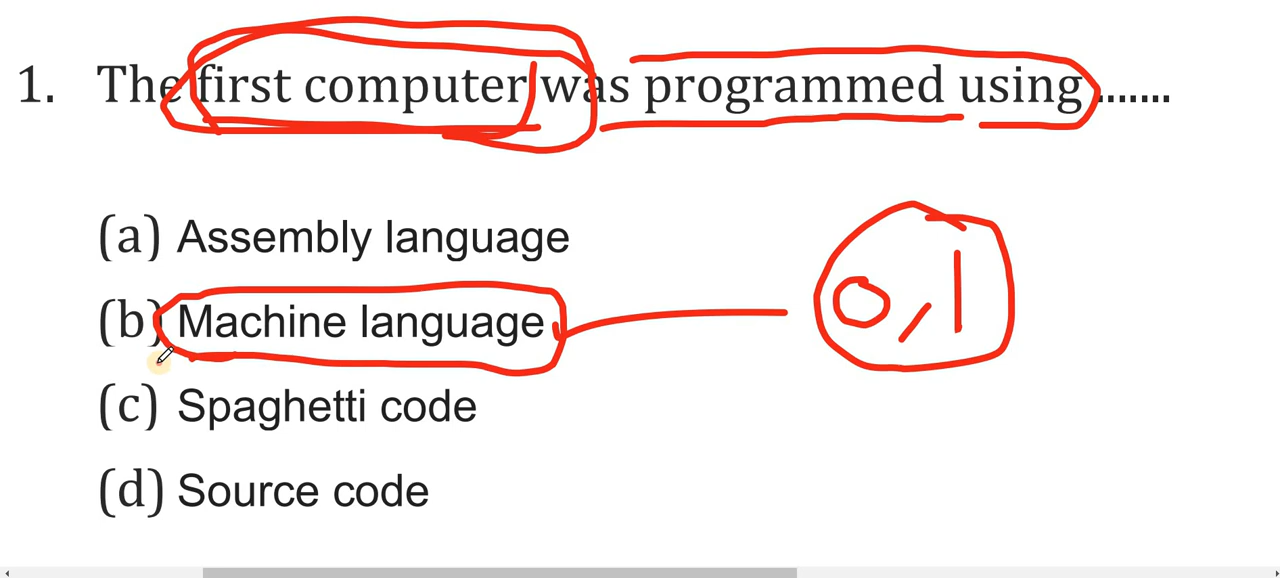 1. The first computer was programmed using.......
(a) Assembly language
(b) Machine language
0, 1
(c) Spaghetti code
(d) Source code